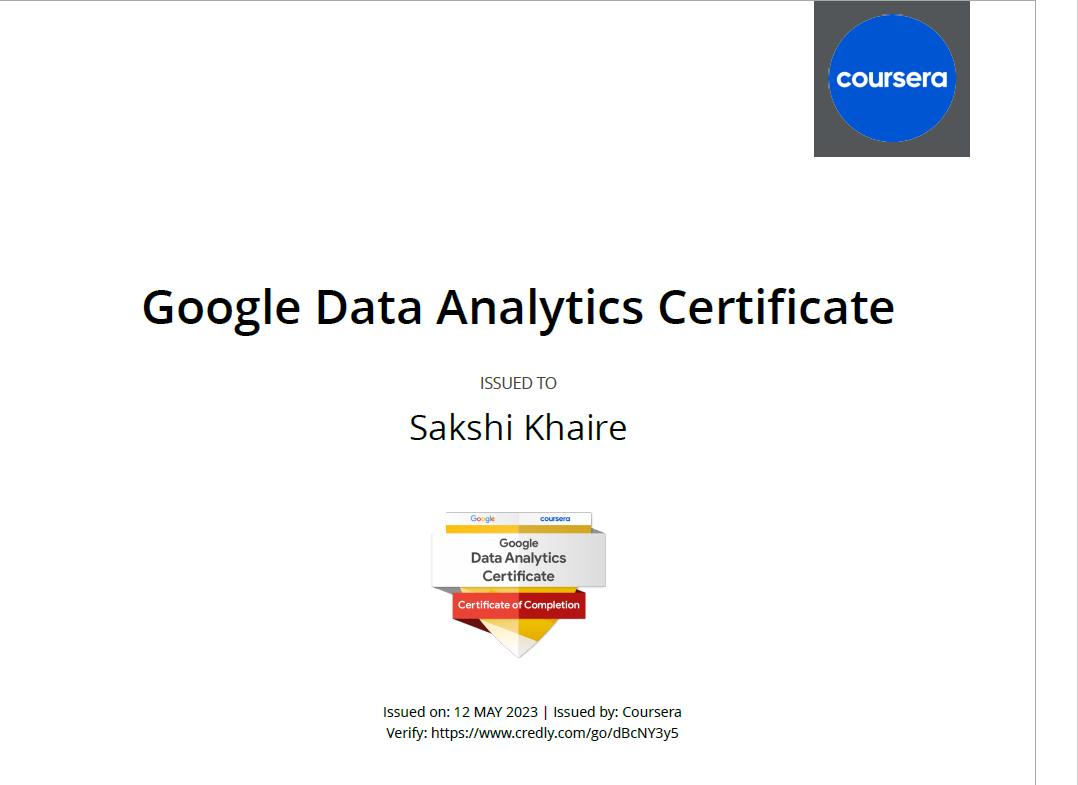 coursera
Google Data Analytics Certificate
ISSUED TO
Sakshi Khaire
Google coursera
Google
Data Analytics
Certificate
Certificate of Completion
Issued on: 12 MAY 2023 | Issued by: Coursera
Verify: https://www.credly.com/go/dBcNY3y5